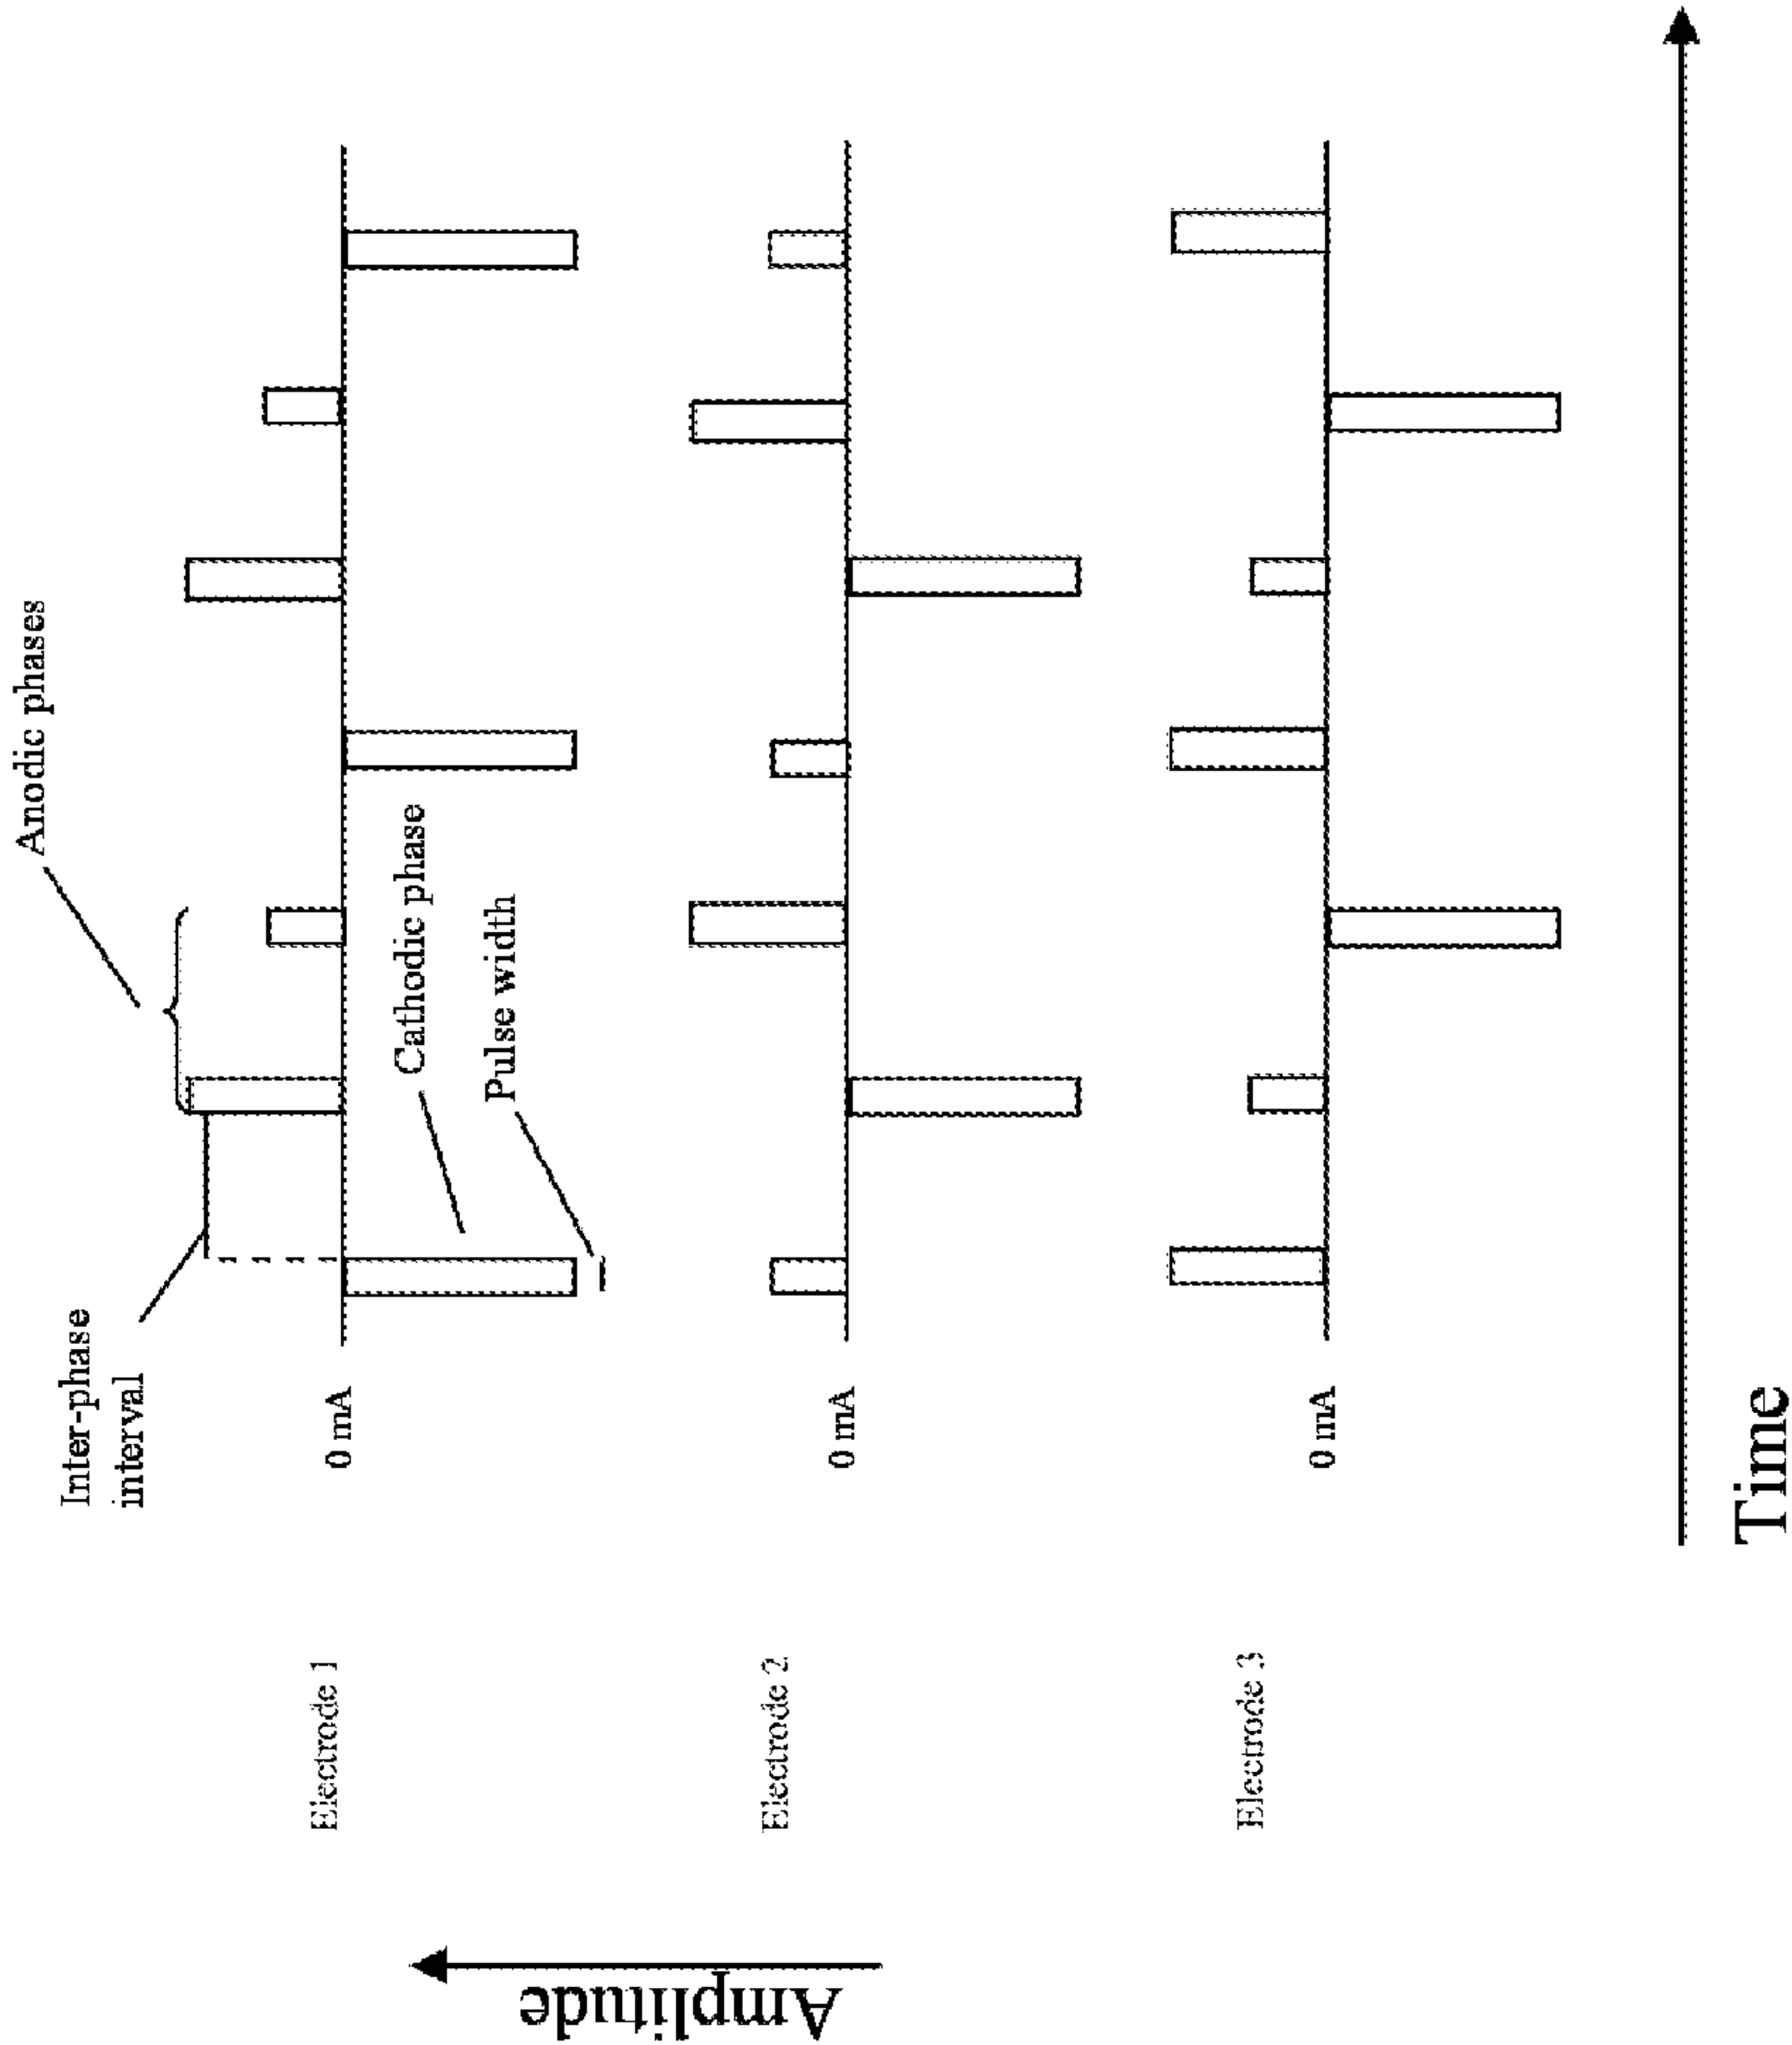 Anodic phases
Inter-phase
interval
Cathodic phase
Pulse width
Electrode 1
0 mA
Electrode 2
0 mA
Electrode 3
0 mA
Amplitude
Time